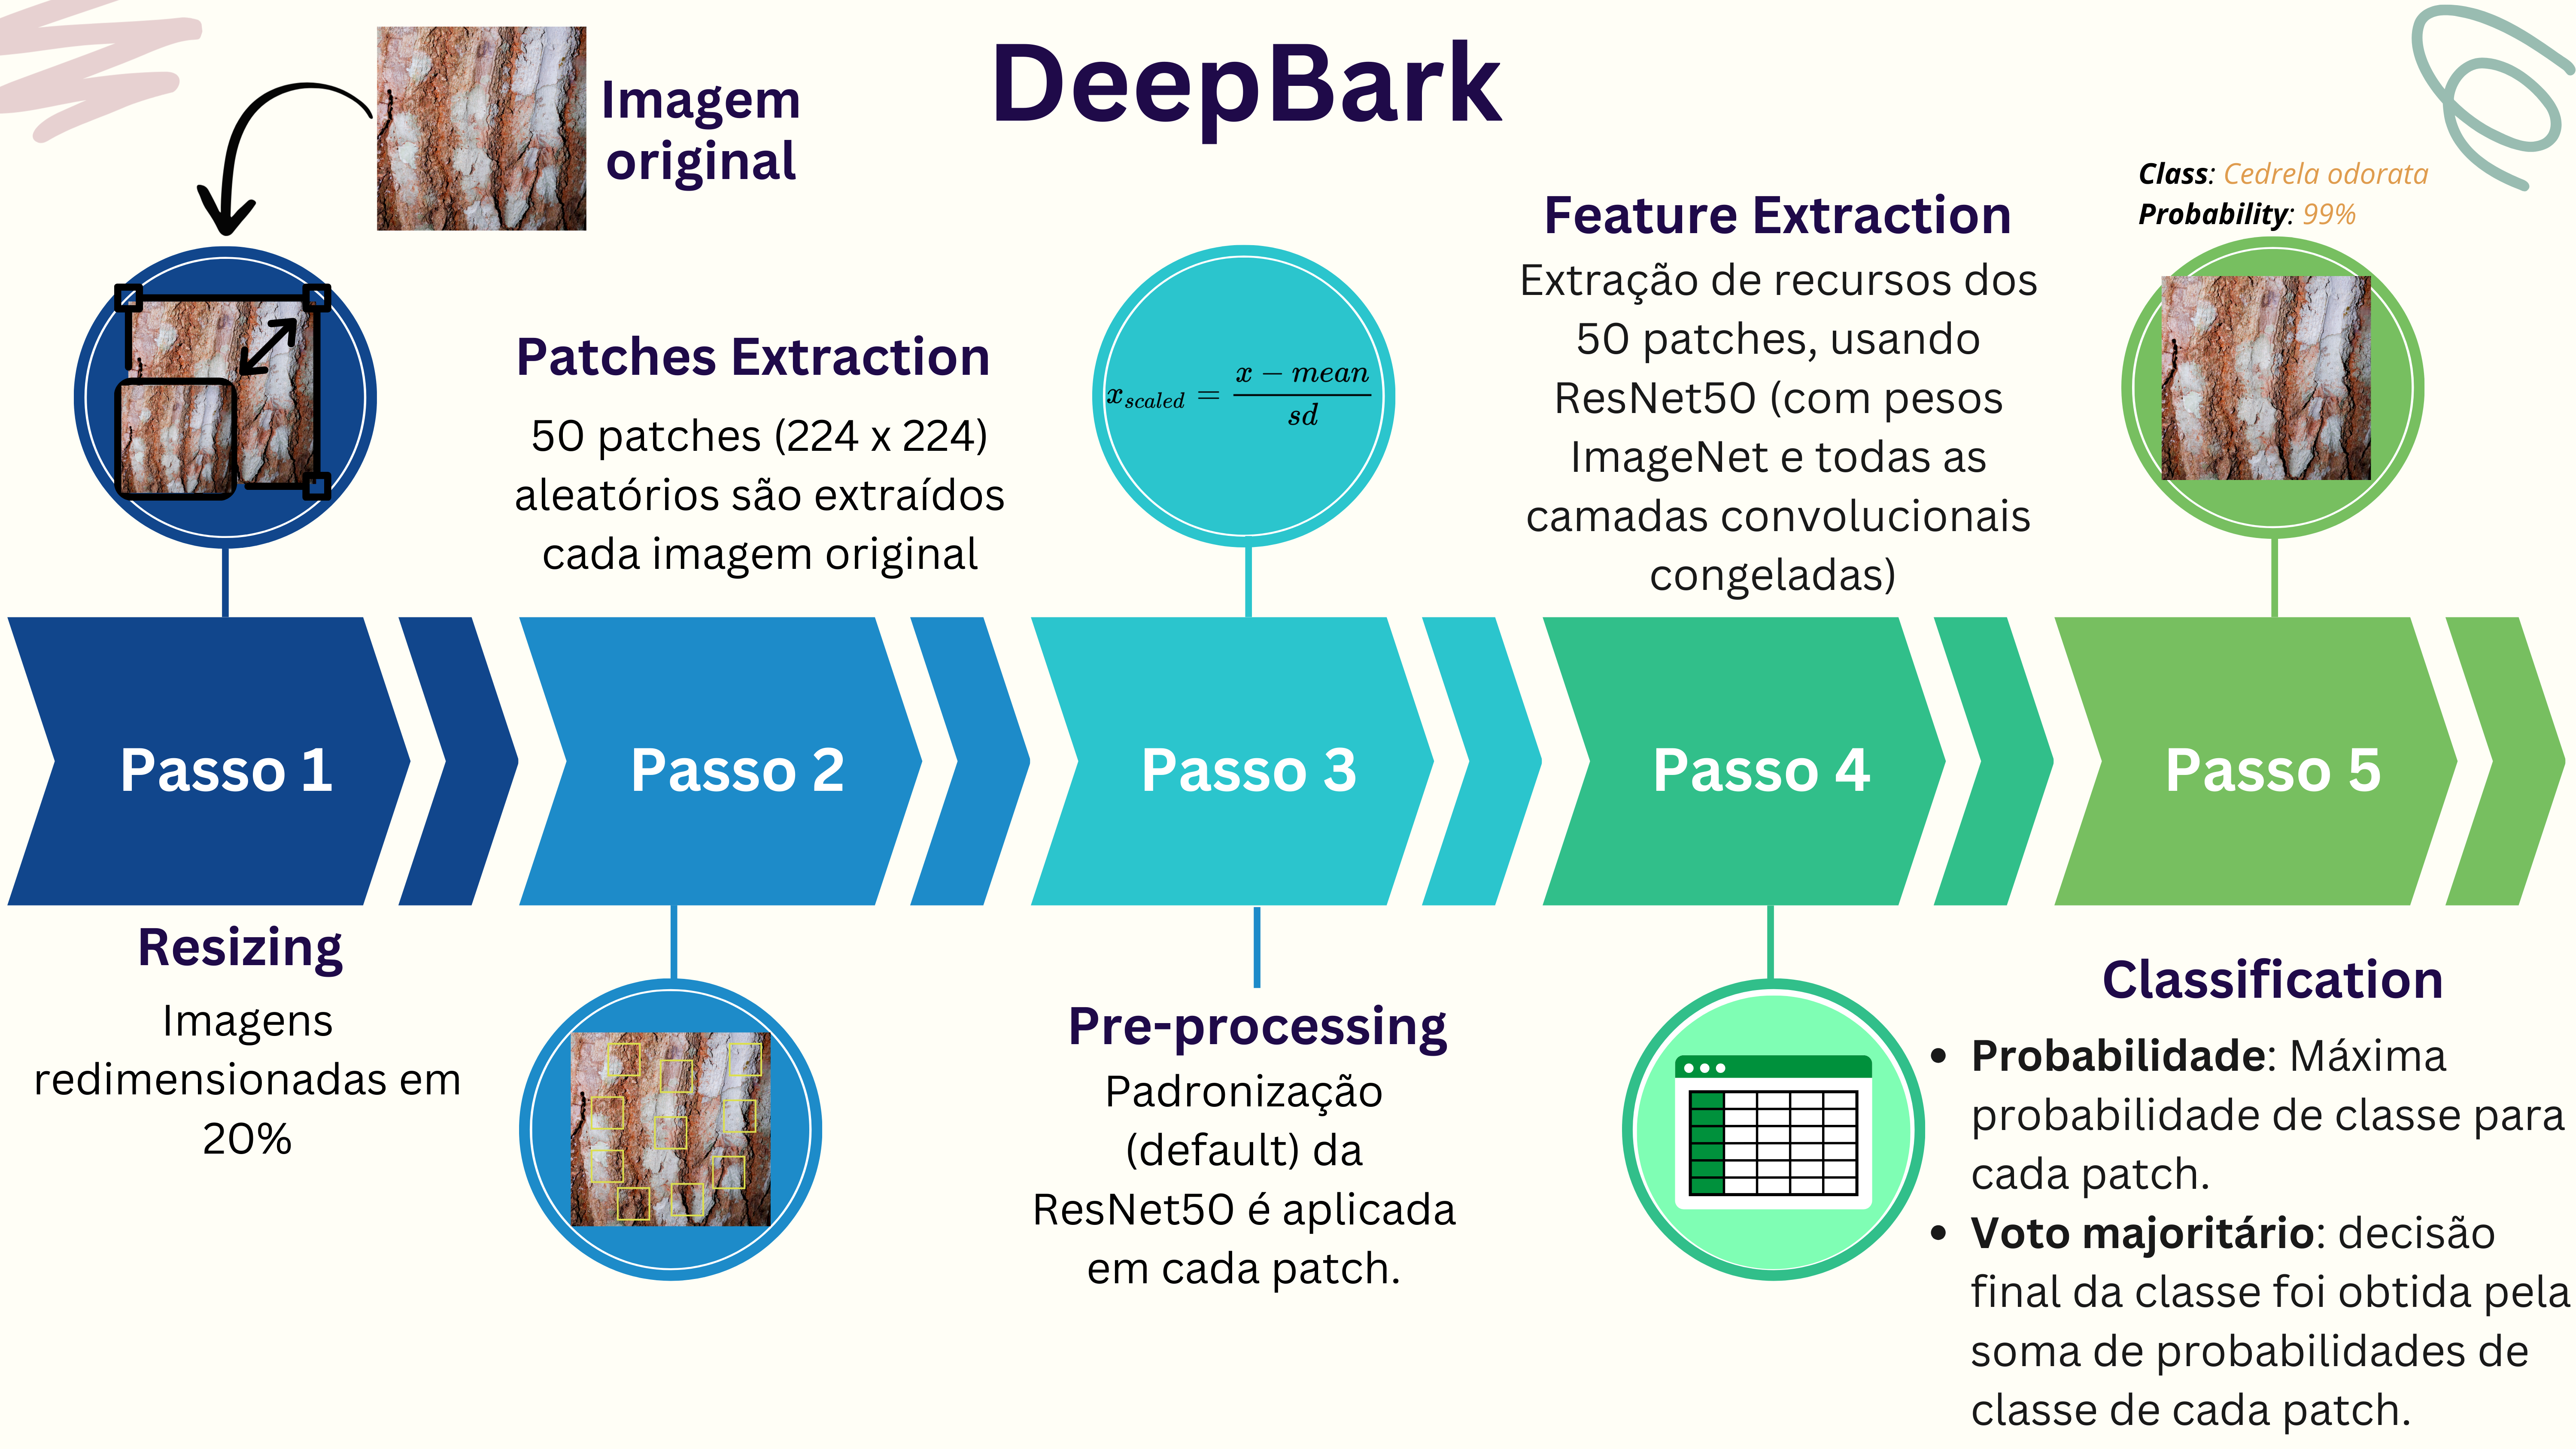 DeepBark
Imagem
original
Class: Cedrela odorata
Probability: 99%
Patches Extraction
50 patches (224 x 224)
aleatórios são extraídos
cada imagem original
x_scaled = (x − mean) / sd
Feature Extraction
Extração de recursos dos
50 patches, usando
ResNet50 (com pesos
ImageNet e todas as
camadas convolucionais
congeladas)
Passo 1
Passo 2
Passo 3
Passo 4
Passo 5
Resizing
Imagens
redimensionadas em
20%
Pre-processing
Padronização
(default) da
ResNet50 é aplicada
em cada patch.
Classification
• Probabilidade: Máxima
probabilidade de classe para
cada patch.
• Voto majoritário: decisão
final da classe foi obtida pela
soma de probabilidades de
classe de cada patch.